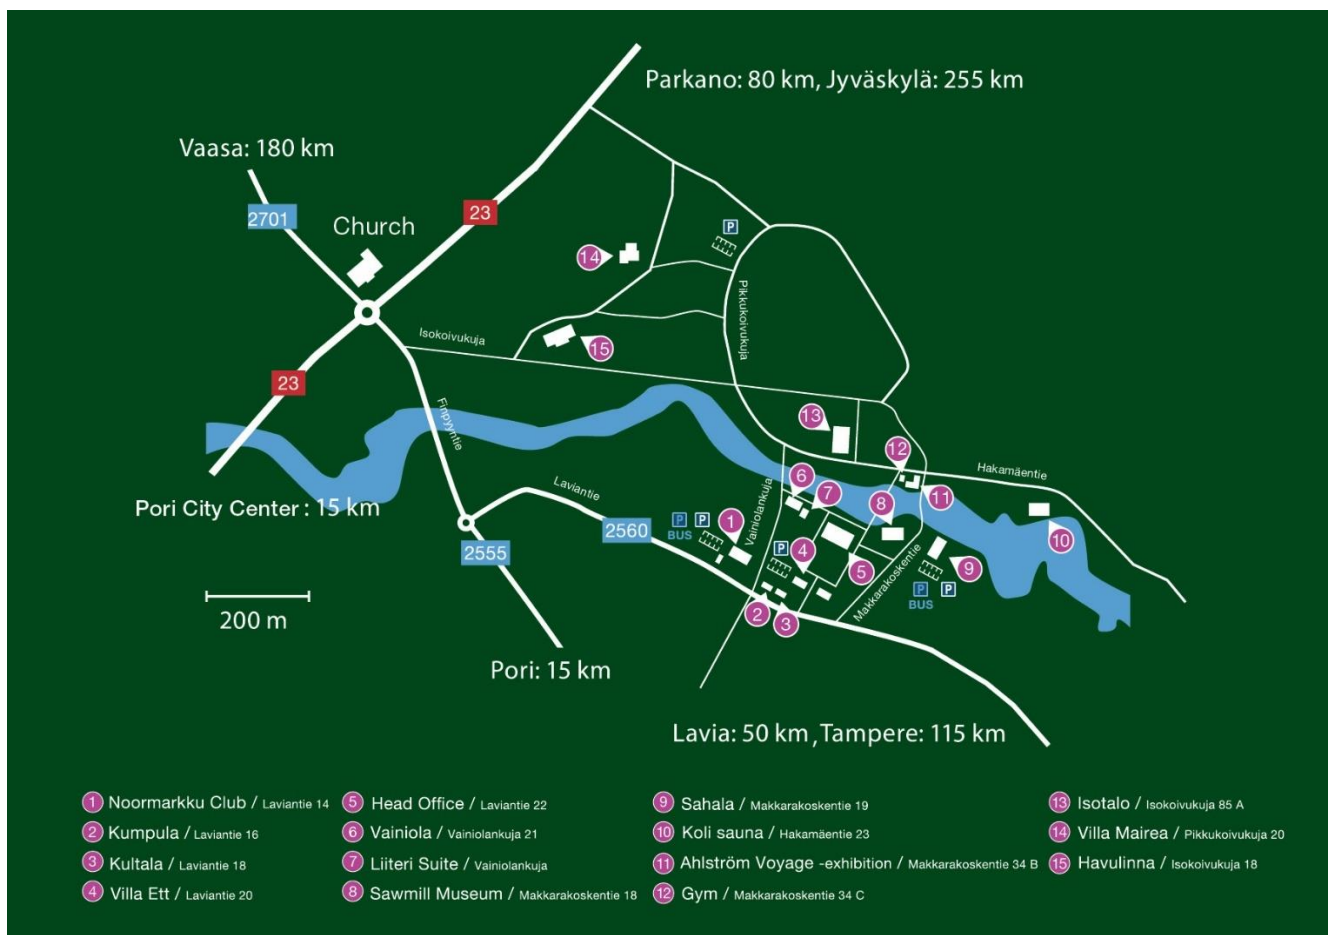 Parkano: 80 km, Jyväskylä: 255 km
Vaasa: 180 km
2701
23
Church
P
14
Pikkukoivukuja
Isokoivukuja
15
23
Finpyyntie
13
12
Hakamäentie
Pori City Center : 15 km
Laviantie
6
7
Vainiolankuja
8
11
10
P P
BUS
1
2560
2555
P
4
5
Makkarakoskentie
9
P P
BUS
200 m
2
3
Pori: 15 km
Lavia: 50 km ,Tampere: 115 km
1 Noormarkku Club / Laviantie 14
2 Kumpula / Laviantie 16
3 Kultala / Laviantie 18
4 Villa Ett / Laviantie 20
5 Head Office / Laviantie 22
6 Vainiola / Vainiolankuja 21
7 Liiteri Suite / Vainiolankuja
8 Sawmill Museum / Makkarakoskentie 18
9 Sahala / Makkarakoskentie 19
10 Koli sauna / Hakamäentie 23
11 Ahlström Voyage -exhibition / Makkarakoskentie 34 B
12 Gym / Makkarakoskentie 34 C
13 Isotalo / Isokoivukuja 85 A
14 Villa Mairea / Pikkukoivukuja 20
15 Havulinna / Isokoivukuja 18